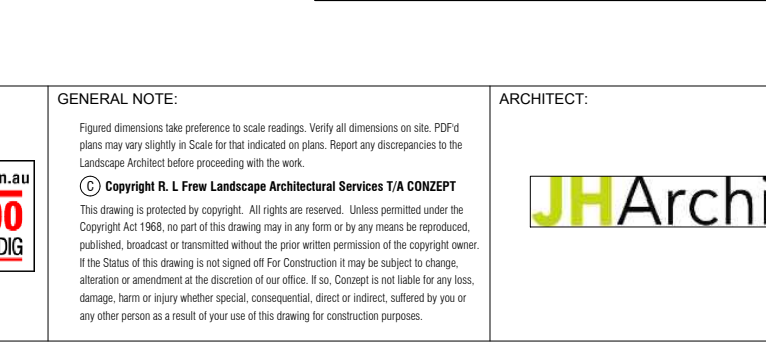 GENERAL NOTE:
Figured dimensions take preference to scale readings. Verify all dimensions on site. PDF'd
plans may vary slightly in Scale for that indicated on plans. Report any discrepancies to the
Landscape Architect before proceeding with the work.
© Copyright R. L Frew Landscape Architectural Services T/A CONZEPT
This drawing is protected by copyright. All rights are reserved. Unless permitted under the
Copyright Act 1968, no part of this drawing may in any form or by any means be reproduced,
published, broadcast or transmitted without the prior written permission of the copyright owner.
If the Status of this drawing is not signed off For Construction it may be subject to change,
alteration or amendment at the discretion of our office. If so, Conzept is not liable for any loss,
damage, harm or injury whether special, consequential, direct or indirect, suffered by you or
any other person as a result of your use of this drawing for construction purposes.
ARCHITECT:
JHArchi
n.au
00
DIG